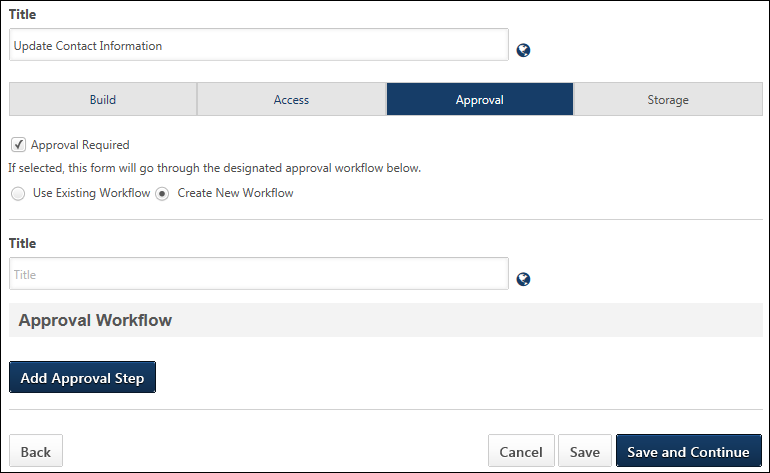 Title
Update Contact Information
Build Access Approval Storage
Approval Required
If selected, this form will go through the designated approval workflow below.
Use Existing Workflow Create New Workflow
Title
Title
Approval Workflow
Add Approval Step
Back Cancel Save Save and Continue